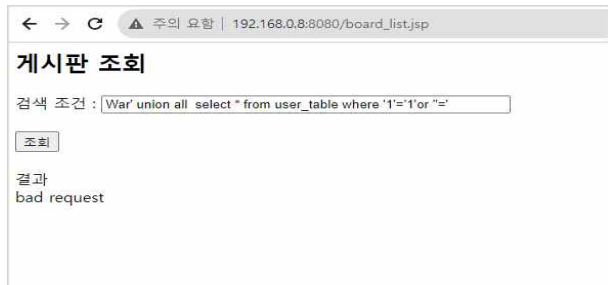 주의 요함 | 192.168.0.8:8080/board_list.jsp
게시판 조회
검색 조건 : War' union all  select * from user_table where '1'='1'or ''='
조회
결과
bad request